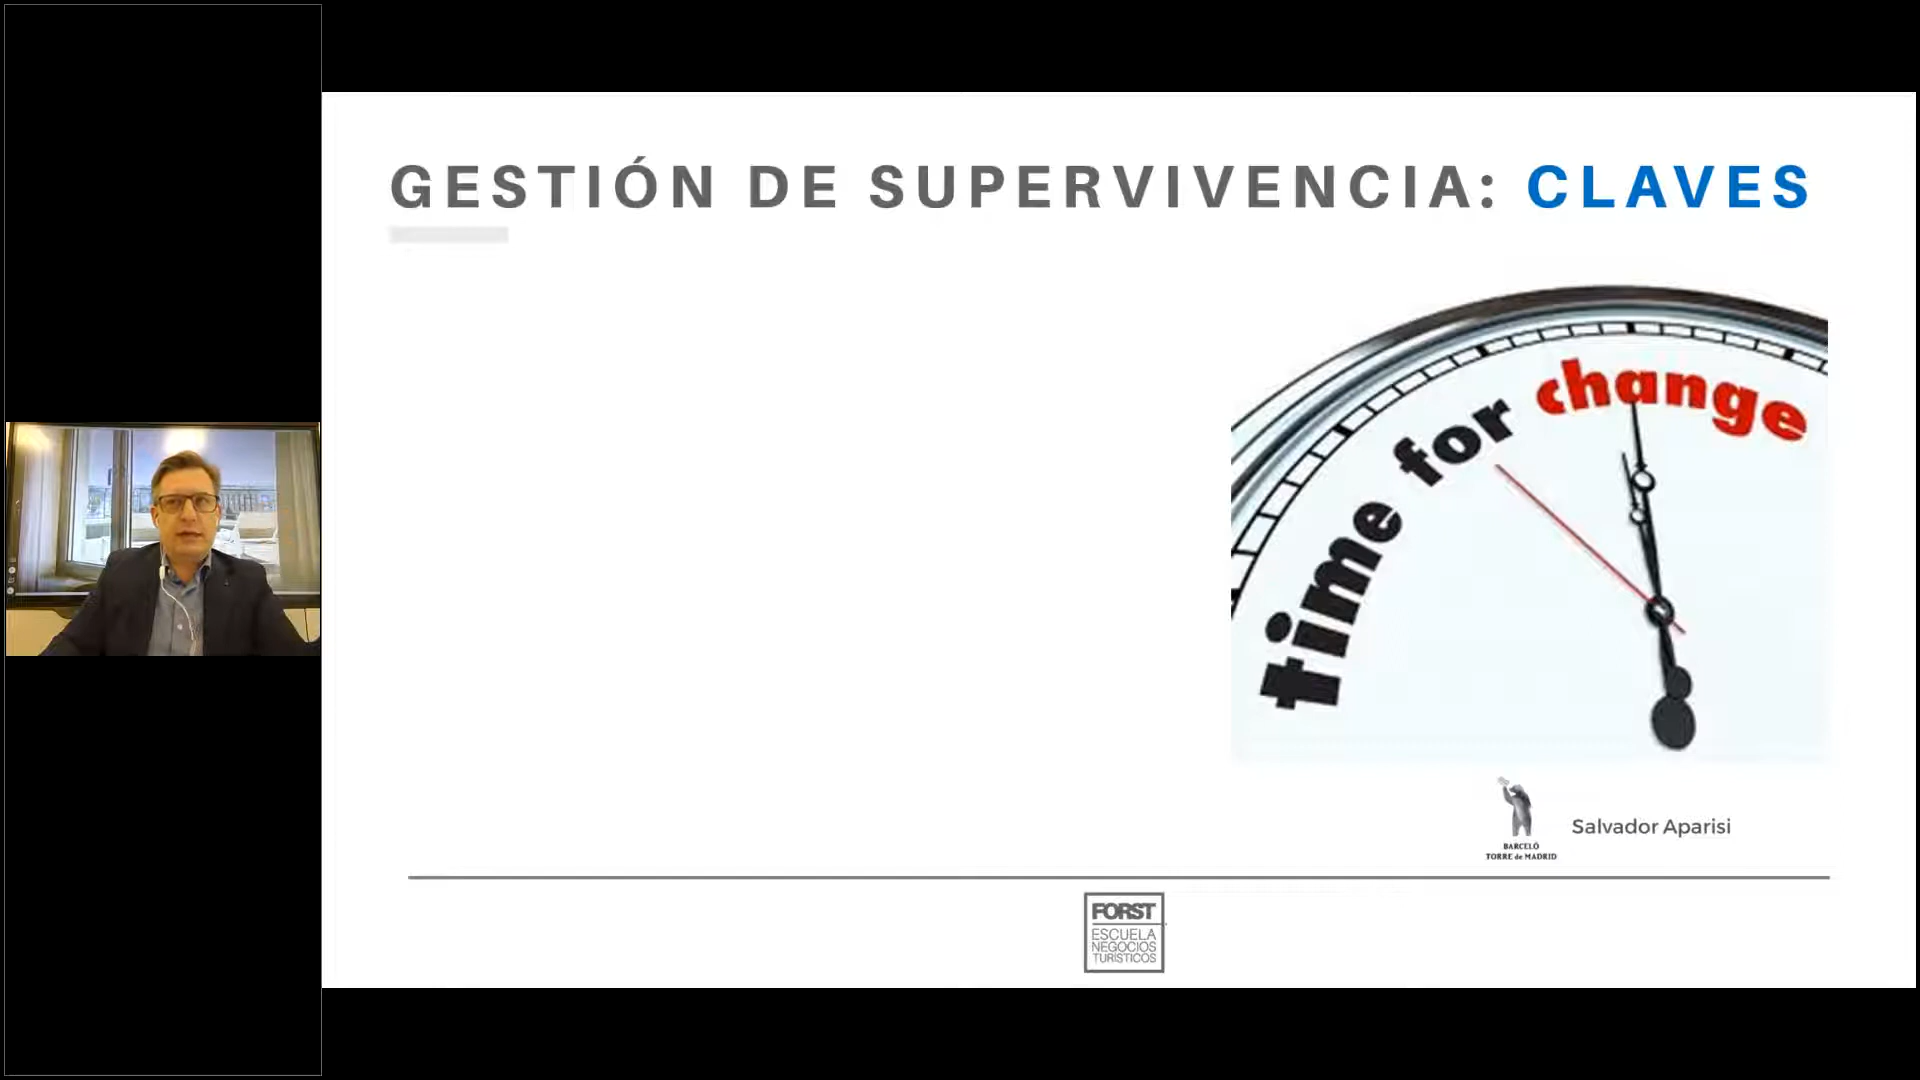 GESTIÓN DE SUPERVIVENCIA: CLAVES
time for change
BARCELÓ
TORRE de MADRID
Salvador Aparisi
FORST
ESCUELA
NEGOCIOS
TURÍSTICOS